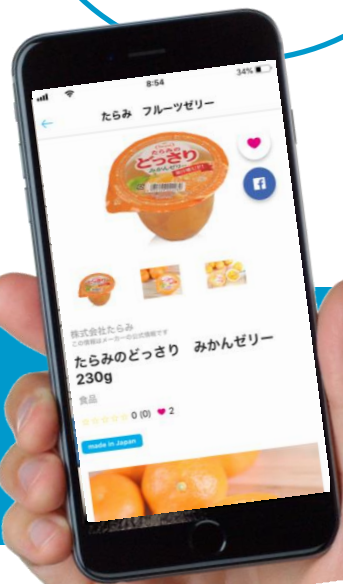 8:54
34%
たらみ フルーツゼリー
たらみの
どっさり
みかんゼリー
株式会社たらみ
この情報はメーカーの公式情報です
たらみのどっさり みかんゼリー
230g
食品
0 (0) 2
made in Japan